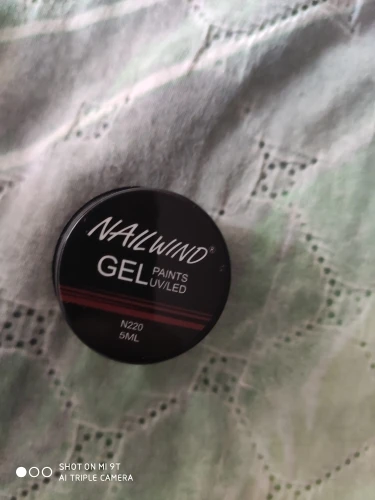 NAILWIND®
GEL PAINTS UV/LED
N220
5ML
SHOT ON MI 9T
AI TRIPLE CAMERA